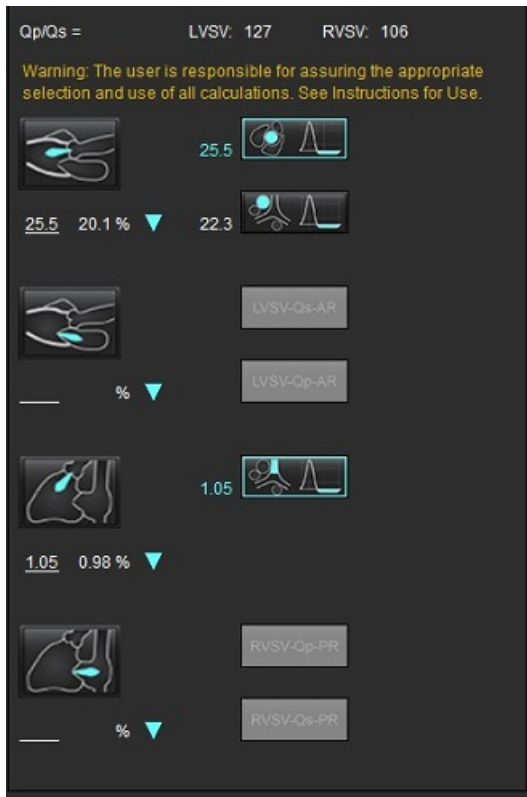 Qp/Qs = LVSV: 127 RVSV: 106
Warning: The user is responsible for assuring the appropriate
selection and use of all calculations. See Instructions for Use.
25.5
25.5 20.1 % 22.3
LVSV-Qs-AR
LVSV-Qp-AR
%
1.05
1.05 0.98 %
RVSV-Qp-PR
RVSV-Qs-PR
%